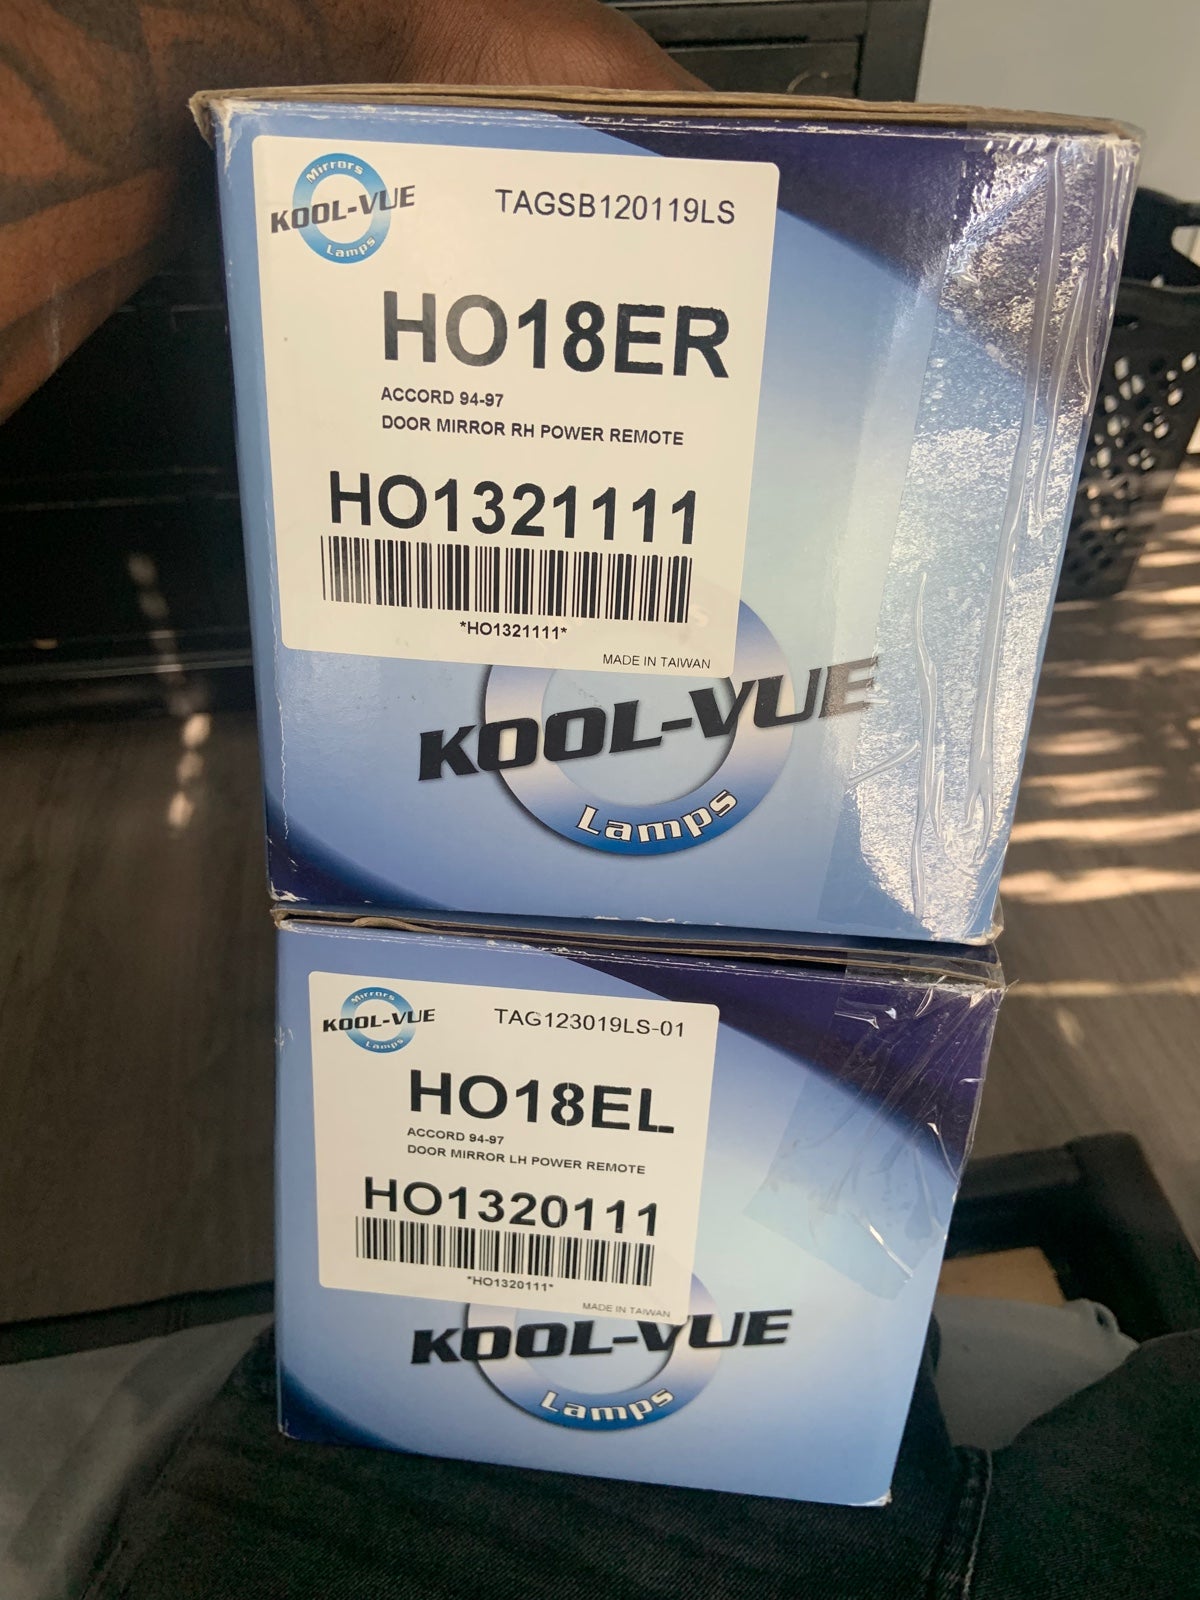 Mirrors
KOOL-VUE
Lamps
TAGSB120119LS
HO18ER
ACCORD 94-97
DOOR MIRROR RH POWER REMOTE
HO1321111
*HO1321111*
MADE IN TAIWAN
KOOL-VUE
Lamps
Mirrors
KOOL-VUE
Lamps
TAG123019LS-01
HO18EL
ACCORD 94-97
DOOR MIRROR LH POWER REMOTE
HO1320111
*HO1320111*
MADE IN TAIWAN
KOOL-VUE
Lamps